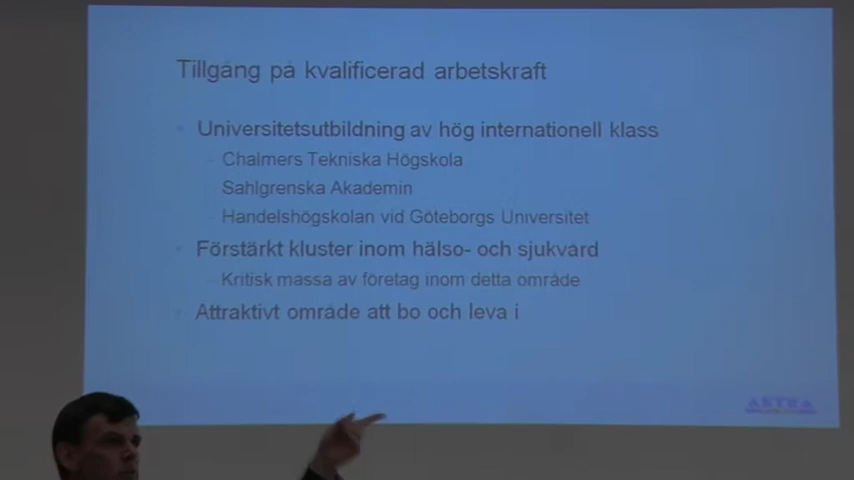 Tillgång på kvalificerad arbetskraft
Universitetsutbildning av hög internationell klass
Chalmers Tekniska Högskola
Sahlgrenska Akademin
Handelshögskolan vid Göteborgs Universitet
Förstärkt kluster inom hälso- och sjukvård
Kritisk massa av företag inom detta område
Attraktivt område att bo och leva i
ASTRA